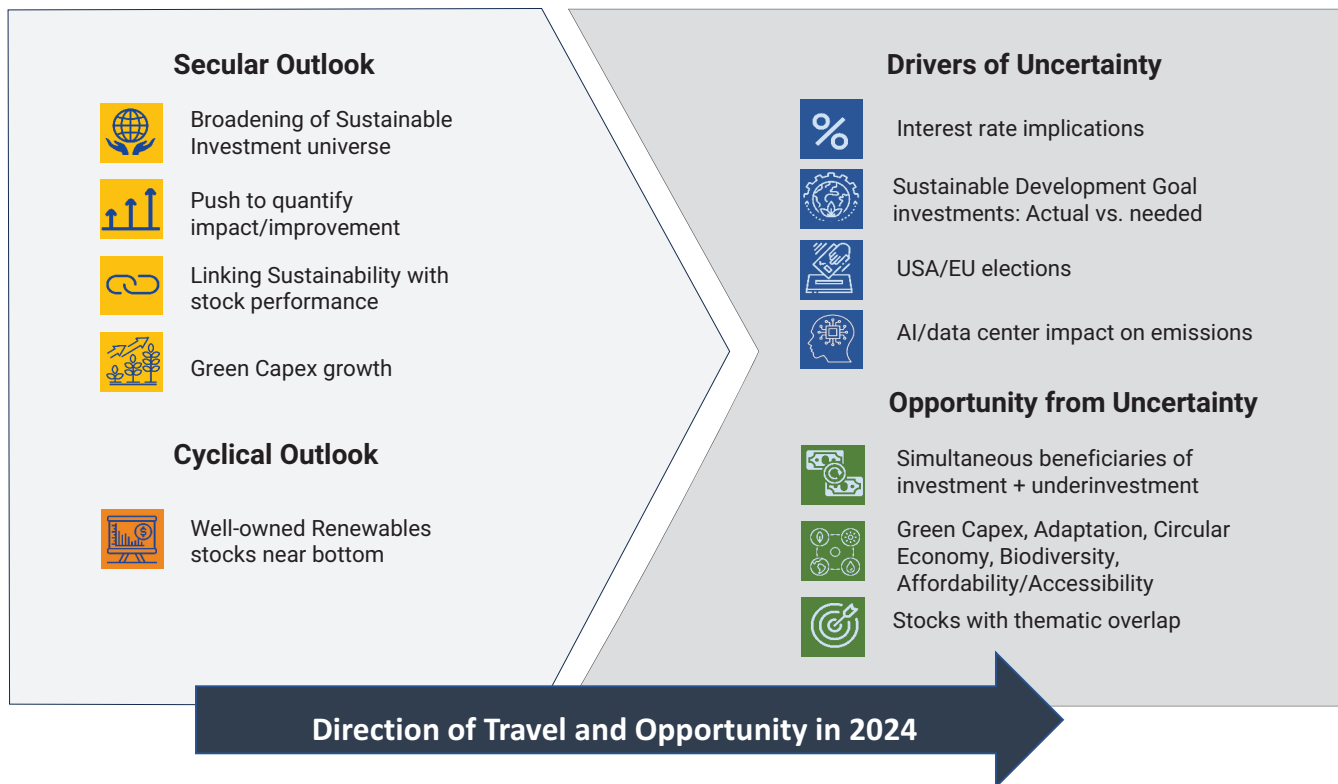 Secular Outlook
Broadening of Sustainable
Investment universe
Push to quantify
impact/improvement
Linking Sustainability with
stock performance
Green Capex growth
Cyclical Outlook
Well-owned Renewables
stocks near bottom
Drivers of Uncertainty
%
Interest rate implications
Sustainable Development Goal
investments: Actual vs. needed
USA/EU elections
AI/data center impact on emissions
Opportunity from Uncertainty
Simultaneous beneficiaries of
investment + underinvestment
Green Capex, Adaptation, Circular
Economy, Biodiversity,
Affordability/Accessibility
Stocks with thematic overlap
Direction of Travel and Opportunity in 2024